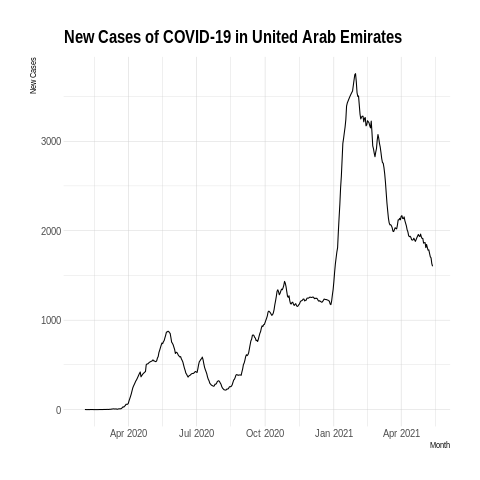 New Cases of COVID-19 in United Arab Emirates
New Cases
3000
2000
1000
0
Apr 2020 Jul 2020 Oct 2020 Jan 2021 Apr 2021
Month